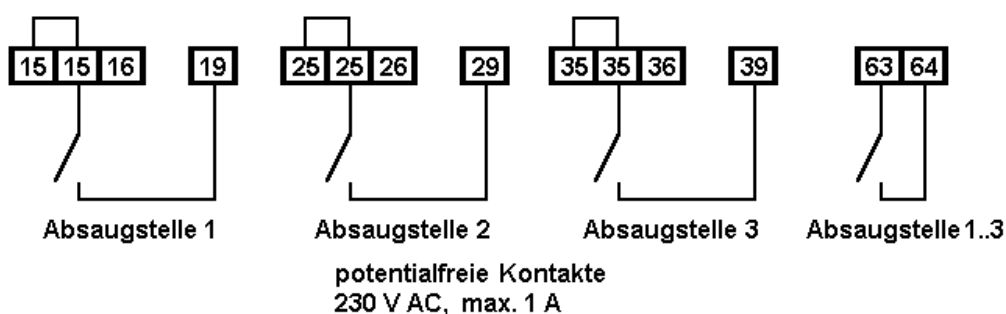 15 15 16 19 25 25 26 29 35 35 36 39 63 64
Absaugstelle 1 Absaugstelle 2 Absaugstelle 3 Absaugstelle 1..3
potentialfreie Kontakte
230 V AC, max. 1 A